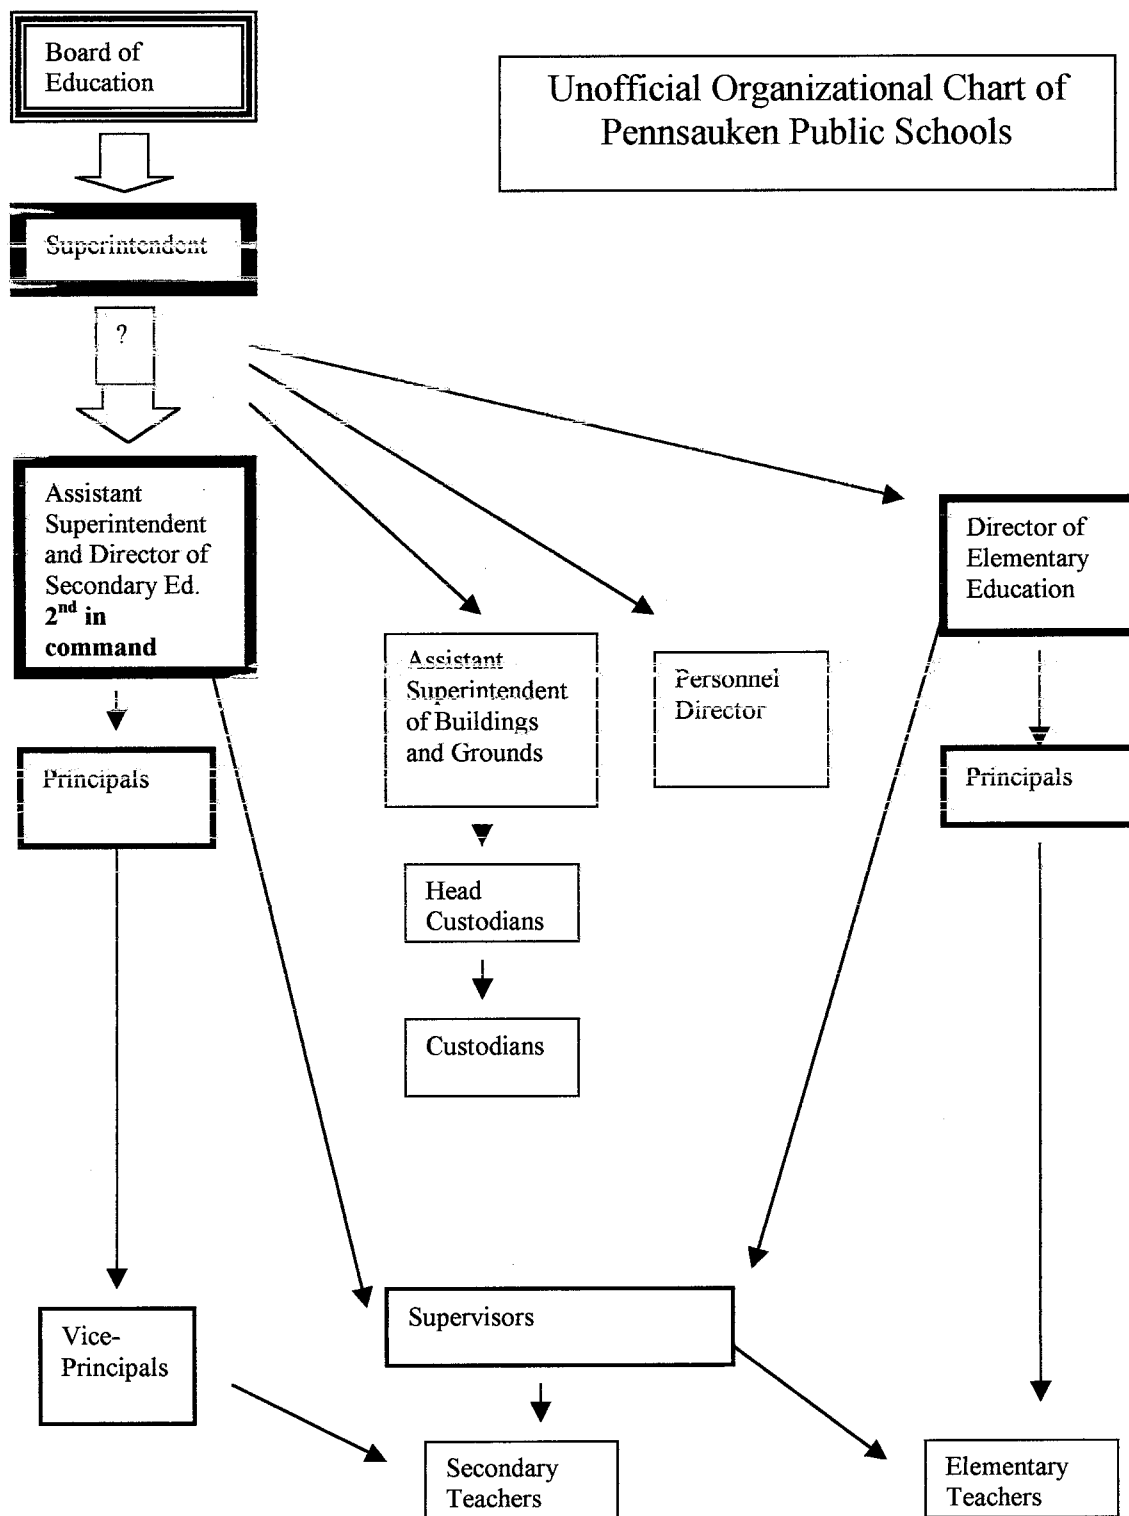 Board of
Education
Unofficial Organizational Chart of
Pennsauken Public Schools
Superintendent
?
Assistant
Superintendent
and Director of
Secondary Ed.
2nd in
command
Director of
Elementary
Education
Assistant
Superintendent
of Buildings
and Grounds
Personnel
Director
Principals
Principals
Head
Custodians
Custodians
Supervisors
Vice-
Principals
Secondary
Teachers
Elementary
Teachers